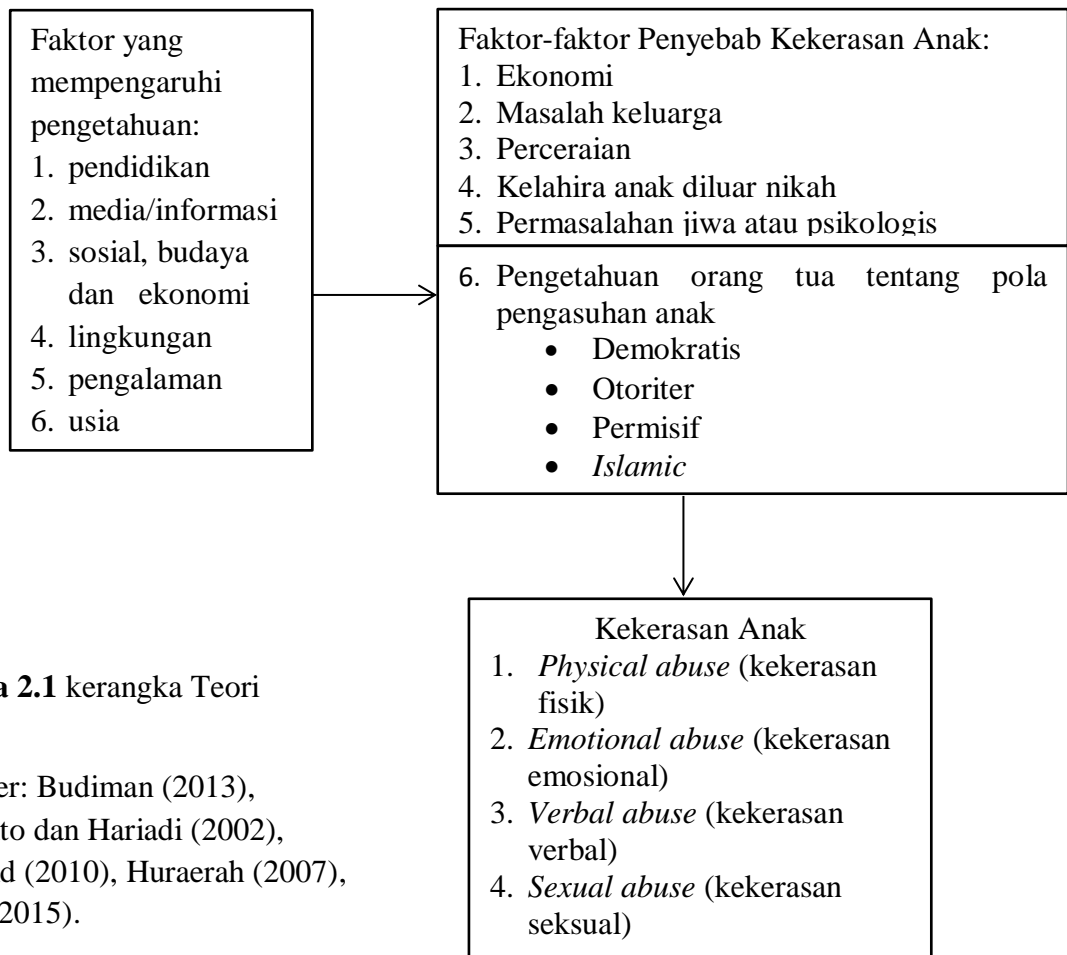 Faktor yang
mempengaruhi
pengetahuan:
1. pendidikan
2. media/informasi
3. sosial, budaya
dan ekonomi
4. lingkungan
5. pengalaman
6. usia
Faktor-faktor Penyebab Kekerasan Anak:
1. Ekonomi
2. Masalah keluarga
3. Perceraian
4. Kelahira anak diluar nikah
5. Permasalahan jiwa atau psikologis
6. Pengetahuan orang tua tentang pola
pengasuhan anak
• Demokratis
• Otoriter
• Permisif
• Islamic
Kekerasan Anak
1. Physical abuse (kekerasan
fisik)
2. Emotional abuse (kekerasan
emosional)
3. Verbal abuse (kekerasan
verbal)
4. Sexual abuse (kekerasan
seksual)
a 2.1 kerangka Teori
er: Budiman (2013),
to dan Hariadi (2002),
d (2010), Huraerah (2007),
2015).